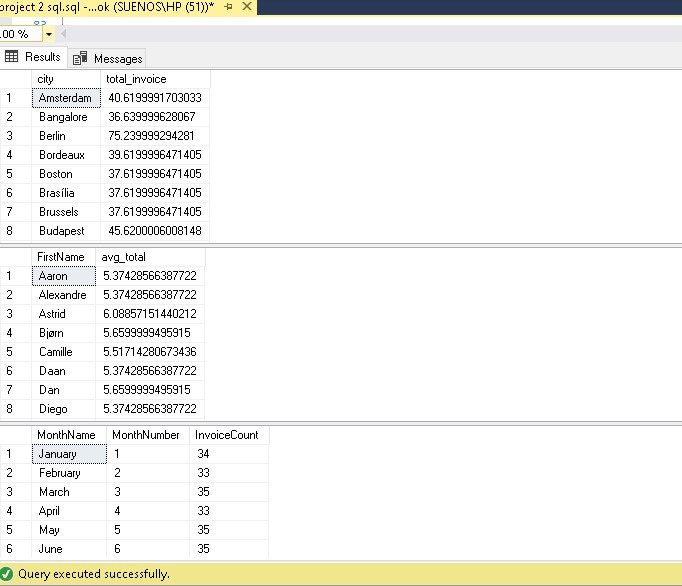 project 2 sql.sql -...ok (SUENOS\HP (51))*
.00 %
Results Messages
city total_invoice
1 Amsterdam 40.6199991703033
2 Bangalore 36.639999628067
3 Berlin 75.239999294281
4 Bordeaux 39.6199996471405
5 Boston 37.6199996471405
6 Brasília 37.6199996471405
7 Brussels 37.6199996471405
8 Budapest 45.6200006008148
FirstName avg_total
1 Aaron 5.37428566387722
2 Alexandre 5.37428566387722
3 Astrid 6.08857151440212
4 Bjørn 5.6599999495915
5 Camille 5.51714280673436
6 Daan 5.37428566387722
7 Dan 5.6599999495915
8 Diego 5.37428566387722
MonthName MonthNumber InvoiceCount
1 January 1 34
2 February 2 33
3 March 3 35
4 April 4 33
5 May 5 35
6 June 6 35
Query executed successfully.